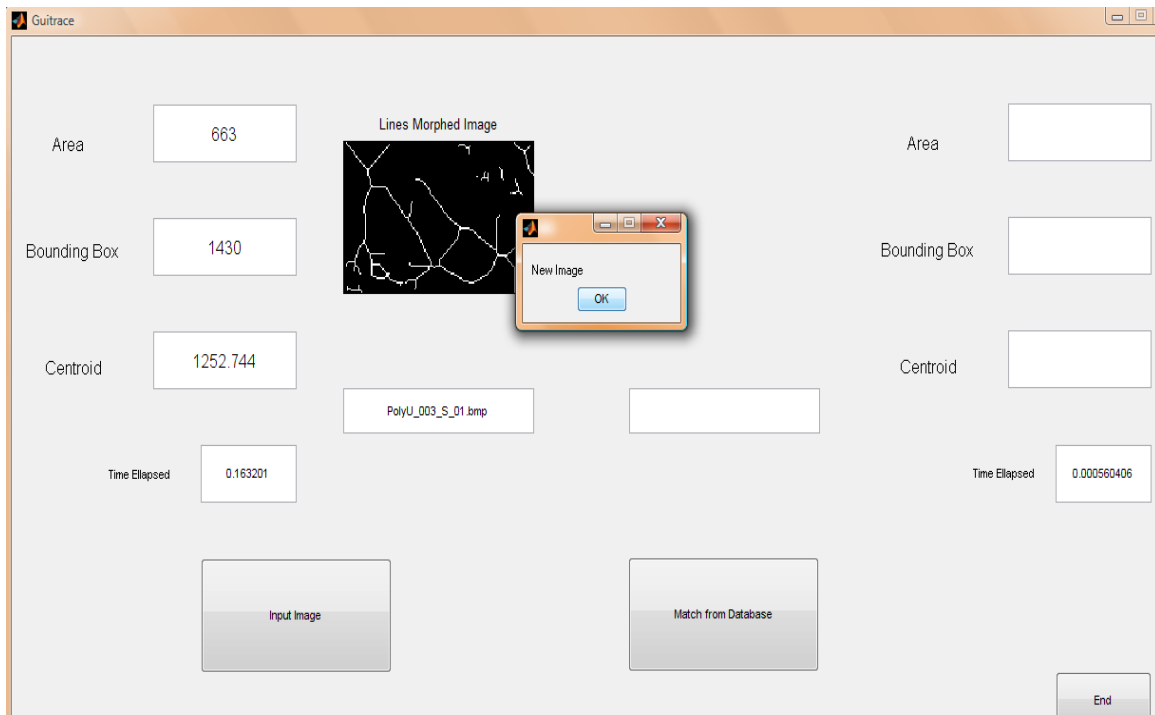 Guitrace
Area
663
Lines Morphed Image
Area
New Image
OK
Bounding Box
1430
Bounding Box
Centroid
1252.744
Centroid
PolyU_003_S_01.bmp
Time Ellapsed
0.163201
Time Ellapsed
0.000560406
Input Image
Match from Database
End